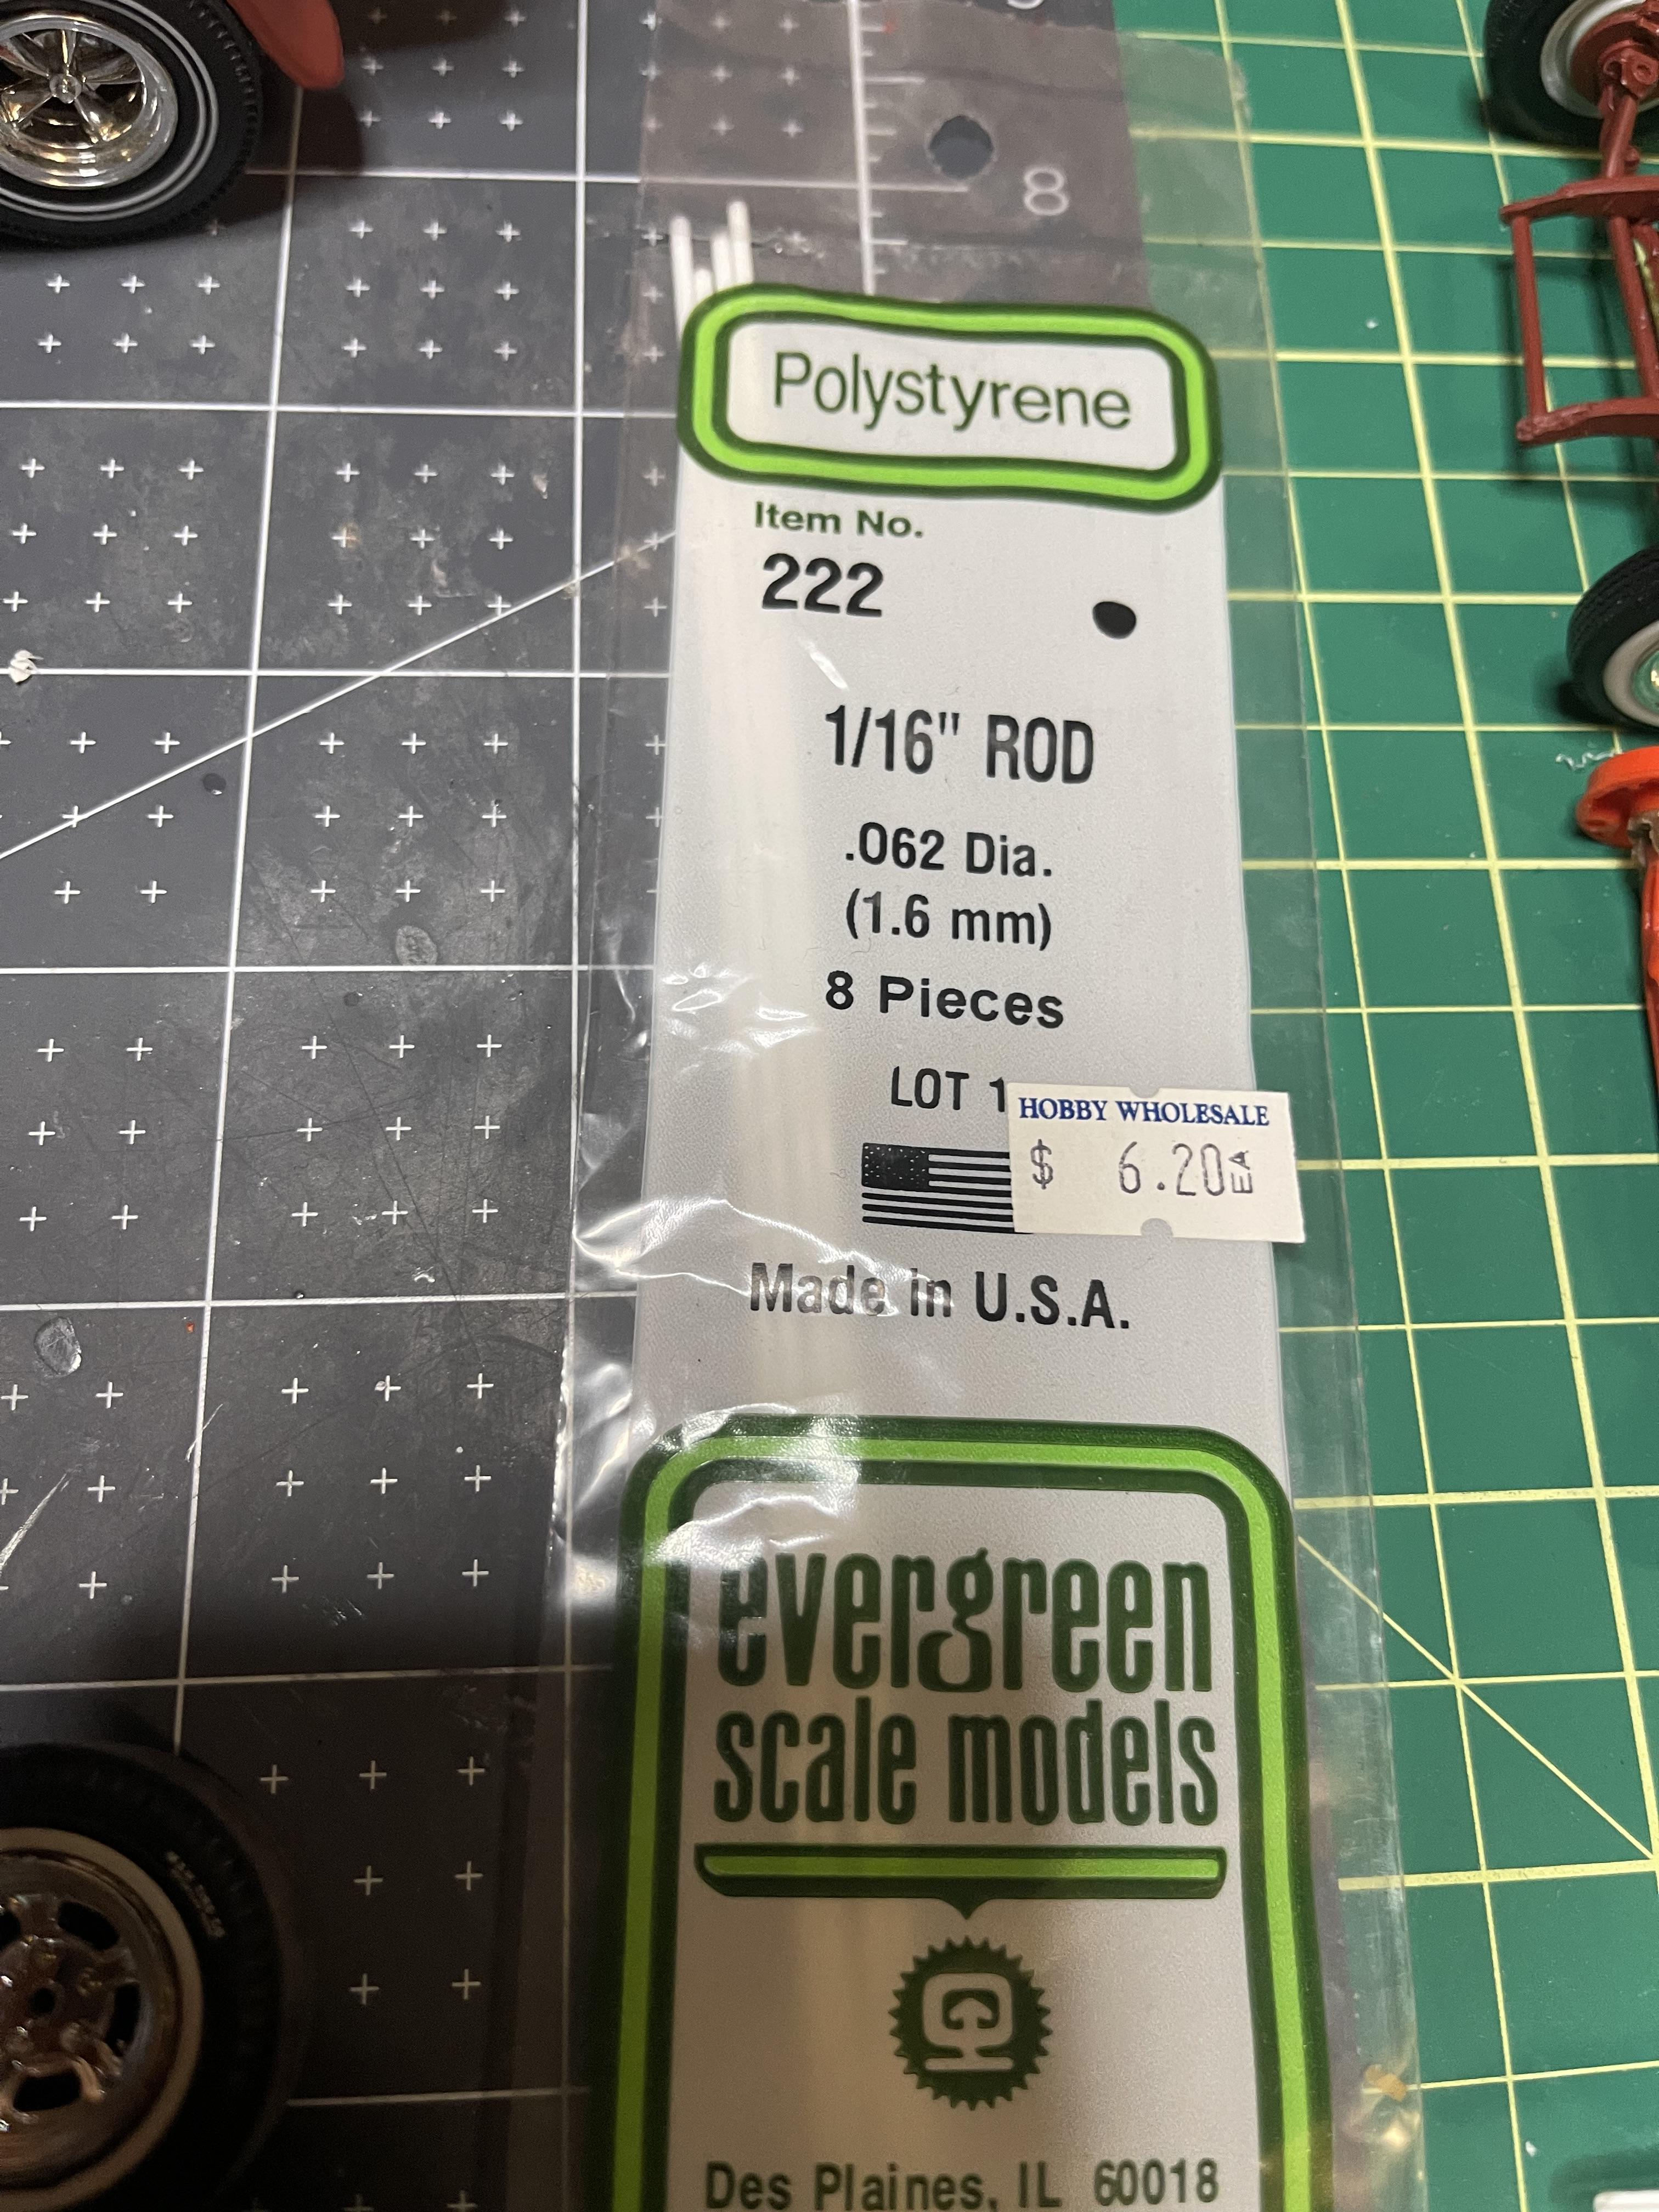 8
Polystyrene
Item No.
222
1/16" ROD
.062 Dia.
(1.6 mm)
8 Pieces
LOT 1
HOBBY WHOLESALE
$ 6.20 EA
Made in U.S.A.
evergreen
scale models
Des Plaines, IL 60018